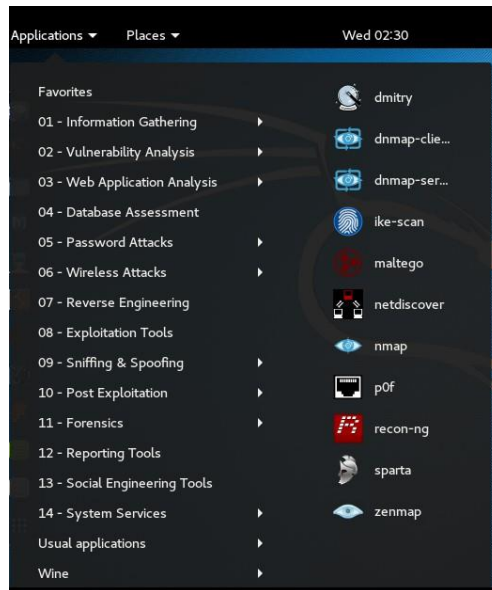 Applications Places Wed 02:30
Favorites
01 - Information Gathering
02 - Vulnerability Analysis
03 - Web Application Analysis
04 - Database Assessment
05 - Password Attacks
06 - Wireless Attacks
07 - Reverse Engineering
08 - Exploitation Tools
09 - Sniffing & Spoofing
10 - Post Exploitation
11 - Forensics
12 - Reporting Tools
13 - Social Engineering Tools
14 - System Services
Usual applications
Wine
dmitry
dnmap-clie...
dnmap-ser...
ike-scan
maltego
netdiscover
nmap
p0f
recon-ng
sparta
zenmap